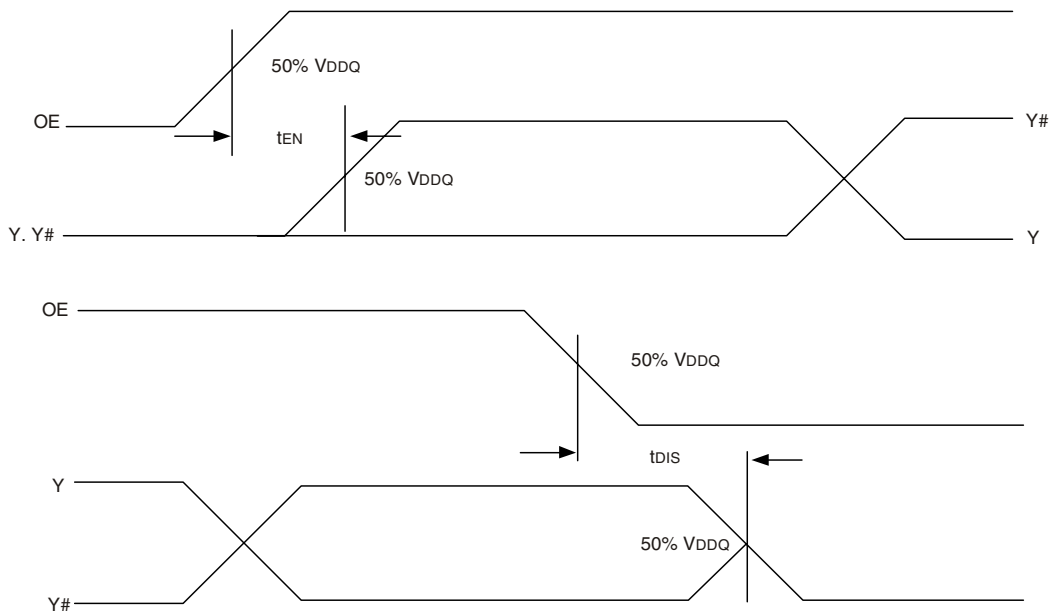 50% VDDQ
OE
tEN
Y#
50% VDDQ
Y. Y#
Y
OE
50% VDDQ
tDIS
Y
50% VDDQ
Y#